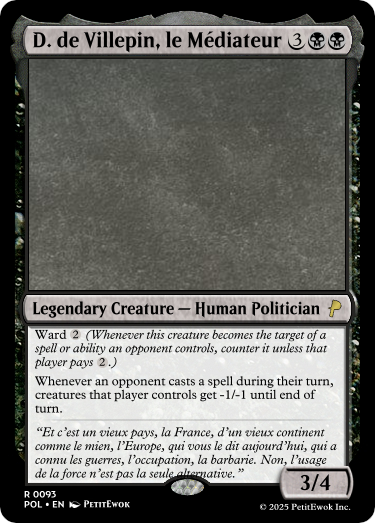 D. de Villepin, le Médiateur 3
Legendary Creature — Human Politician
Ward 2 (Whenever this creature becomes the target of a
spell or ability an opponent controls, counter it unless that
player pays 2.)
Whenever an opponent casts a spell during their turn,
creatures that player controls get -1/-1 until end of
turn.
“Et c’est un vieux pays, la France, d’un vieux continent
comme le mien, l’Europe, qui vous le dit aujourd’hui, qui a
connu les guerres, l’occupation, la barbarie. Non, l’usage
de la force n’est pas la seule alternative.”
3/4
R 0093
POL • EN PetitEwok
© 2025 PetitEwok Inc.